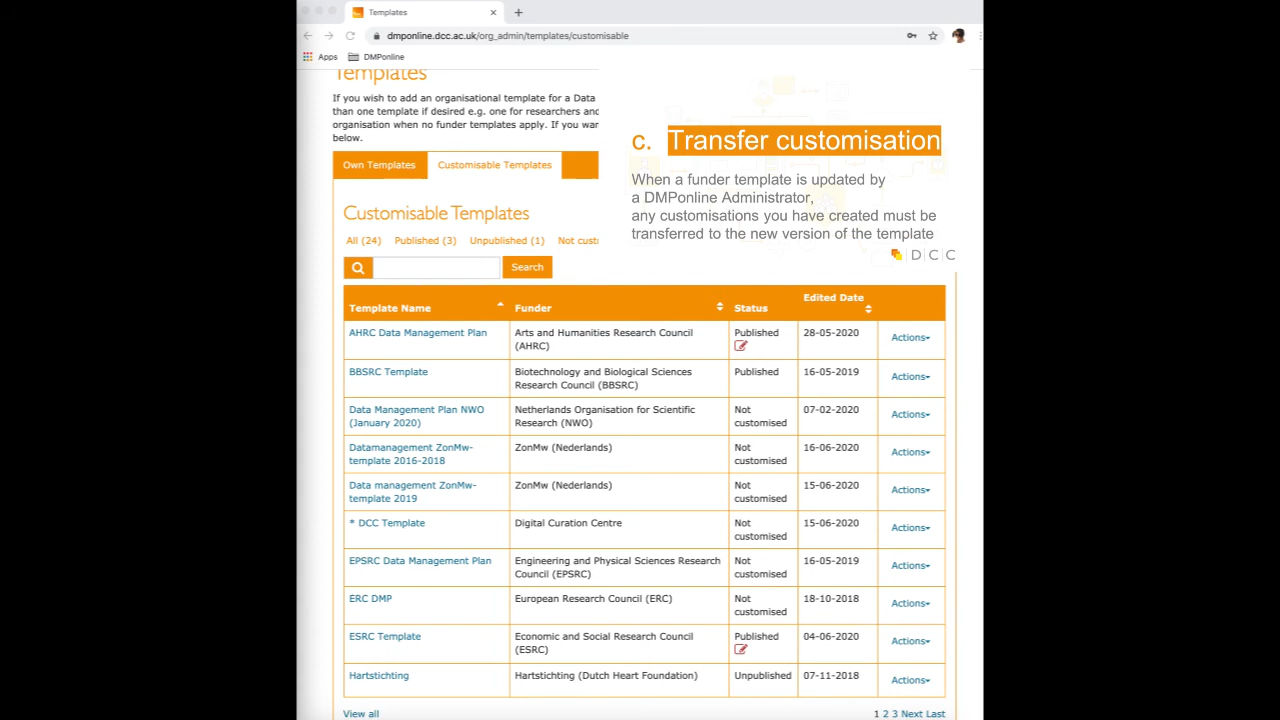 Templates
dmponline.dcc.ac.uk/org_admin/templates/customisable
Apps DMPonline
Templates
If you wish to add an organisational template for a Data
than one template if desired e.g. one for researchers and
organisation when no funder templates apply. If you war
below.
c. Transfer customisation
When a funder template is updated by
a DMPonline Administrator,
any customisations you have created must be
transferred to the new version of the template
DCC
Own Templates Customisable Templates
Customisable Templates
All (24) Published (3) Unpublished (1) Not custo
Search
Template Name Funder Status Edited Date
AHRC Data Management Plan Arts and Humanities Research Council Published 28-05-2020 Actions
(AHRC)
BBSRC Template Biotechnology and Biological Sciences Published 16-05-2019 Actions
Research Council (BBSRC)
Data Management Plan NWO Netherlands Organisation for Scientific Not 07-02-2020 Actions
(January 2020) Research (NWO) customised
Datamanagement ZonMw- ZonMw (Nederlands) Not 16-06-2020 Actions
template 2016-2018 customised
Data management ZonMw- ZonMw (Nederlands) Not 15-06-2020 Actions
template 2019 customised
* DCC Template Digital Curation Centre Not 15-06-2020 Actions
customised
EPSRC Data Management Plan Engineering and Physical Sciences Research Not 16-05-2019 Actions
Council (EPSRC) customised
ERC DMP European Research Council (ERC) Not 18-10-2018 Actions
customised
ESRC Template Economic and Social Research Council Published 04-06-2020 Actions
(ESRC)
Hartstichting Hartstichting (Dutch Heart Foundation) Unpublished 07-11-2018 Actions
View all 1 2 3 Next Last